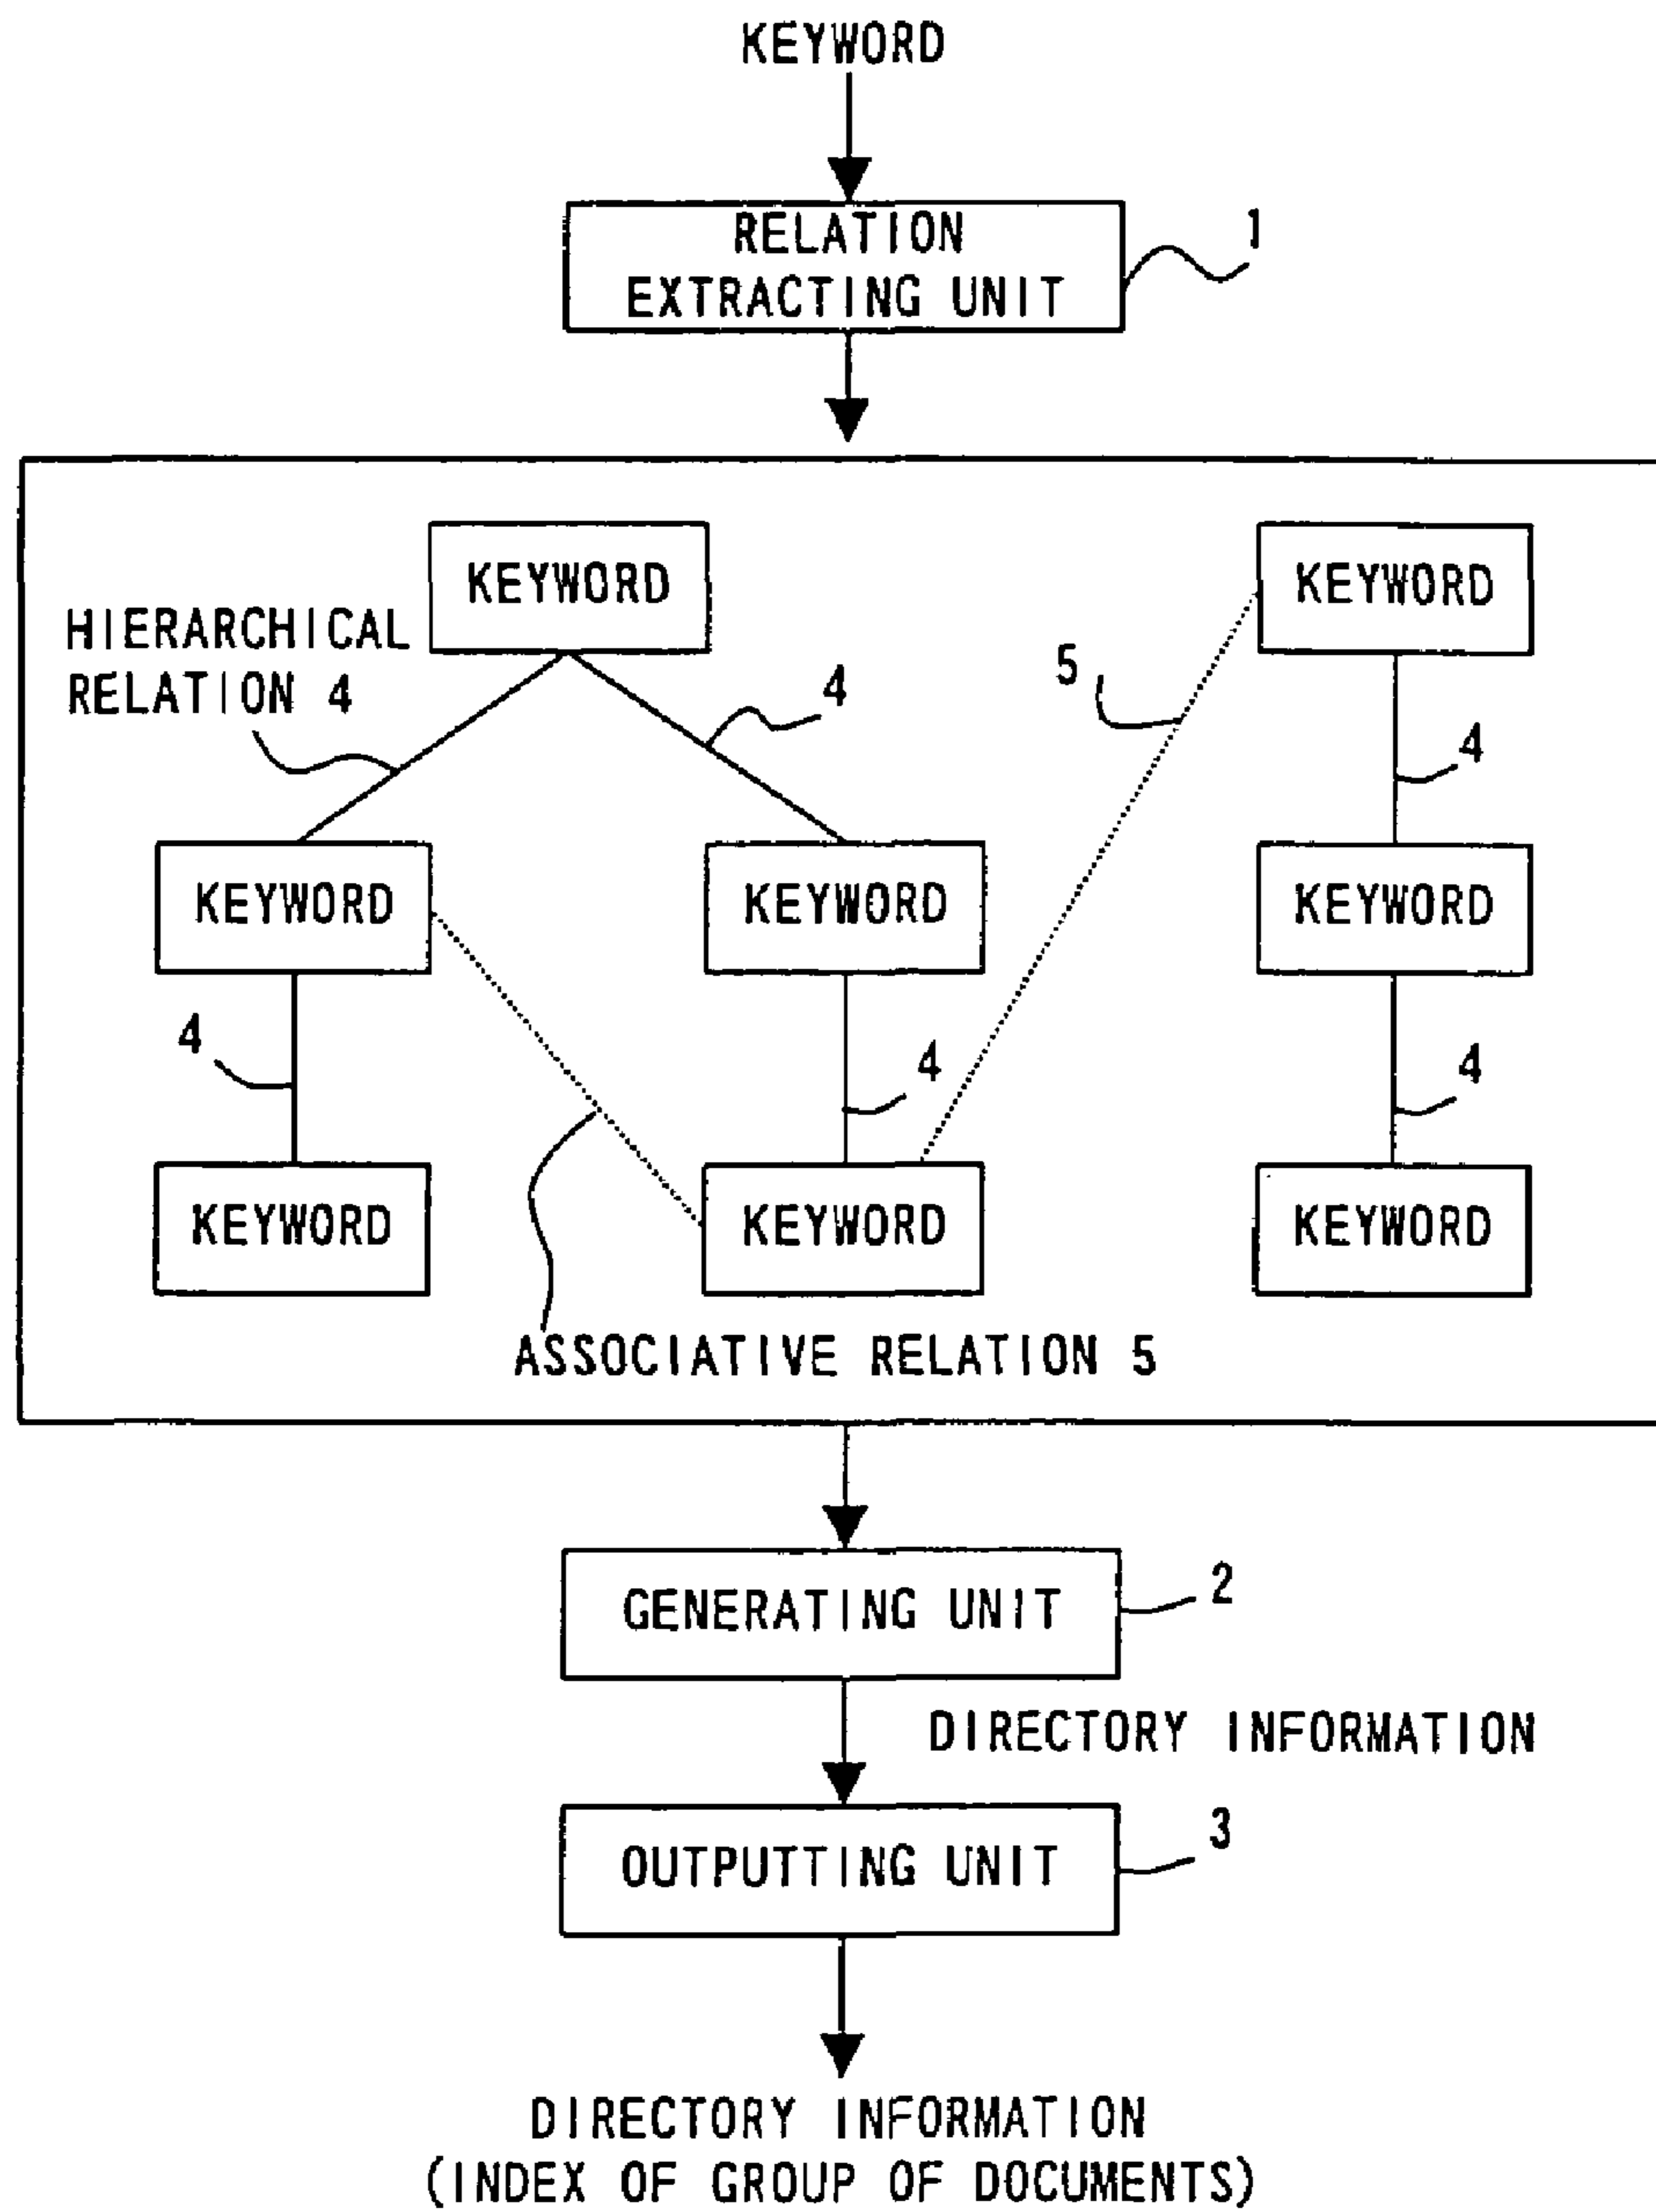 KEYWORD
RELATION
EXTRACTING UNIT
1
KEYWORD
KEYWORD
HIERARCHICAL
RELATION 4
4
5
4
KEYWORD
KEYWORD
KEYWORD
4
4
4
KEYWORD
KEYWORD
KEYWORD
ASSOCIATIVE RELATION 5
GENERATING UNIT
2
DIRECTORY INFORMATION
OUTPUTTING UNIT
3
DIRECTORY INFORMATION
(INDEX OF GROUP OF DOCUMENTS)